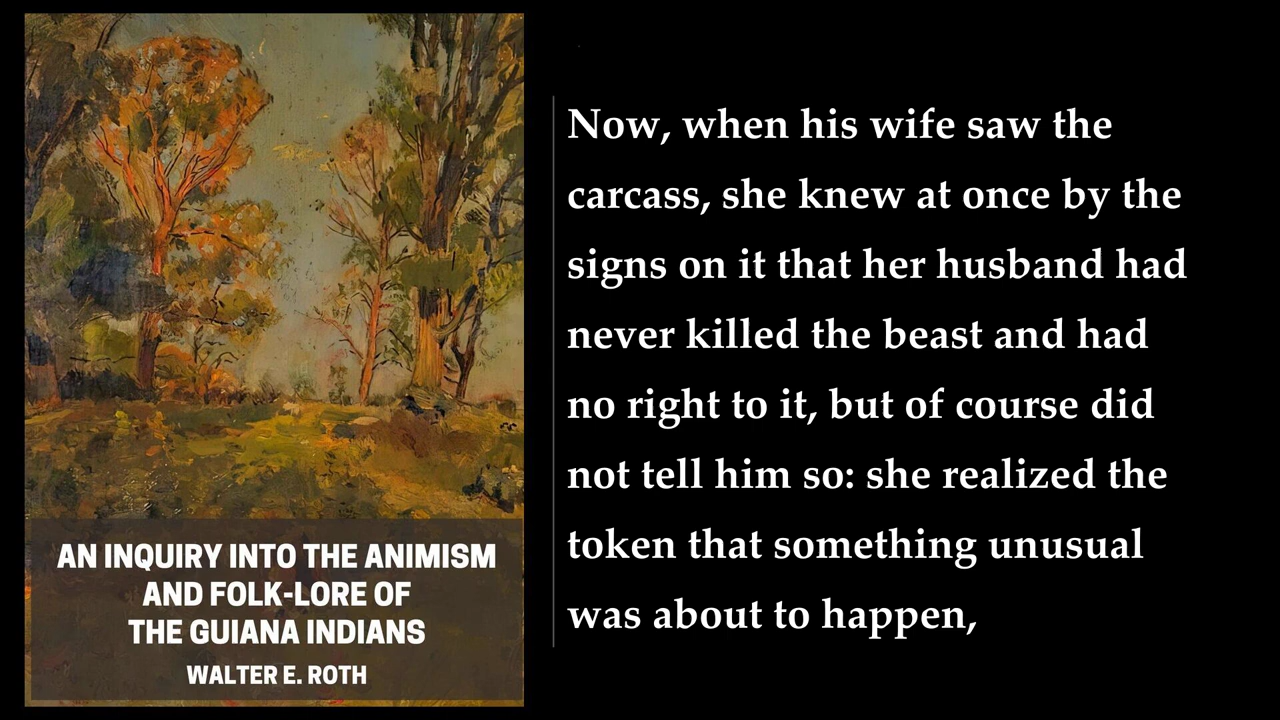 AN INQUIRY INTO THE ANIMISM
AND FOLK-LORE OF
THE GUIANA INDIANS
WALTER E. ROTH
Now, when his wife saw the
carcass, she knew at once by the
signs on it that her husband had
never killed the beast and had
no right to it, but of course did
not tell him so: she realized the
token that something unusual
was about to happen,